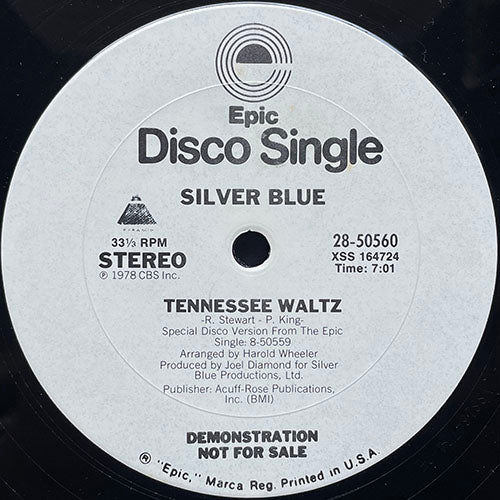 Epic
Disco Single
SILVER BLUE
PYRAMID
33⅓ RPM
STEREO
℗ 1978 CBS Inc.
28-50560
XSS 164724
Time: 7:01
TENNESSEE WALTZ
-R. Stewart - P. King-
Special Disco Version From The Epic
Single: 8-50559
Arranged by Harold Wheeler
Produced by Joel Diamond for Silver
Blue Productions, Ltd.
Publisher: Acuff-Rose Publications,
Inc. (BMI)
DEMONSTRATION
NOT FOR SALE
® "Epic," Marca Reg. Printed in U.S.A.